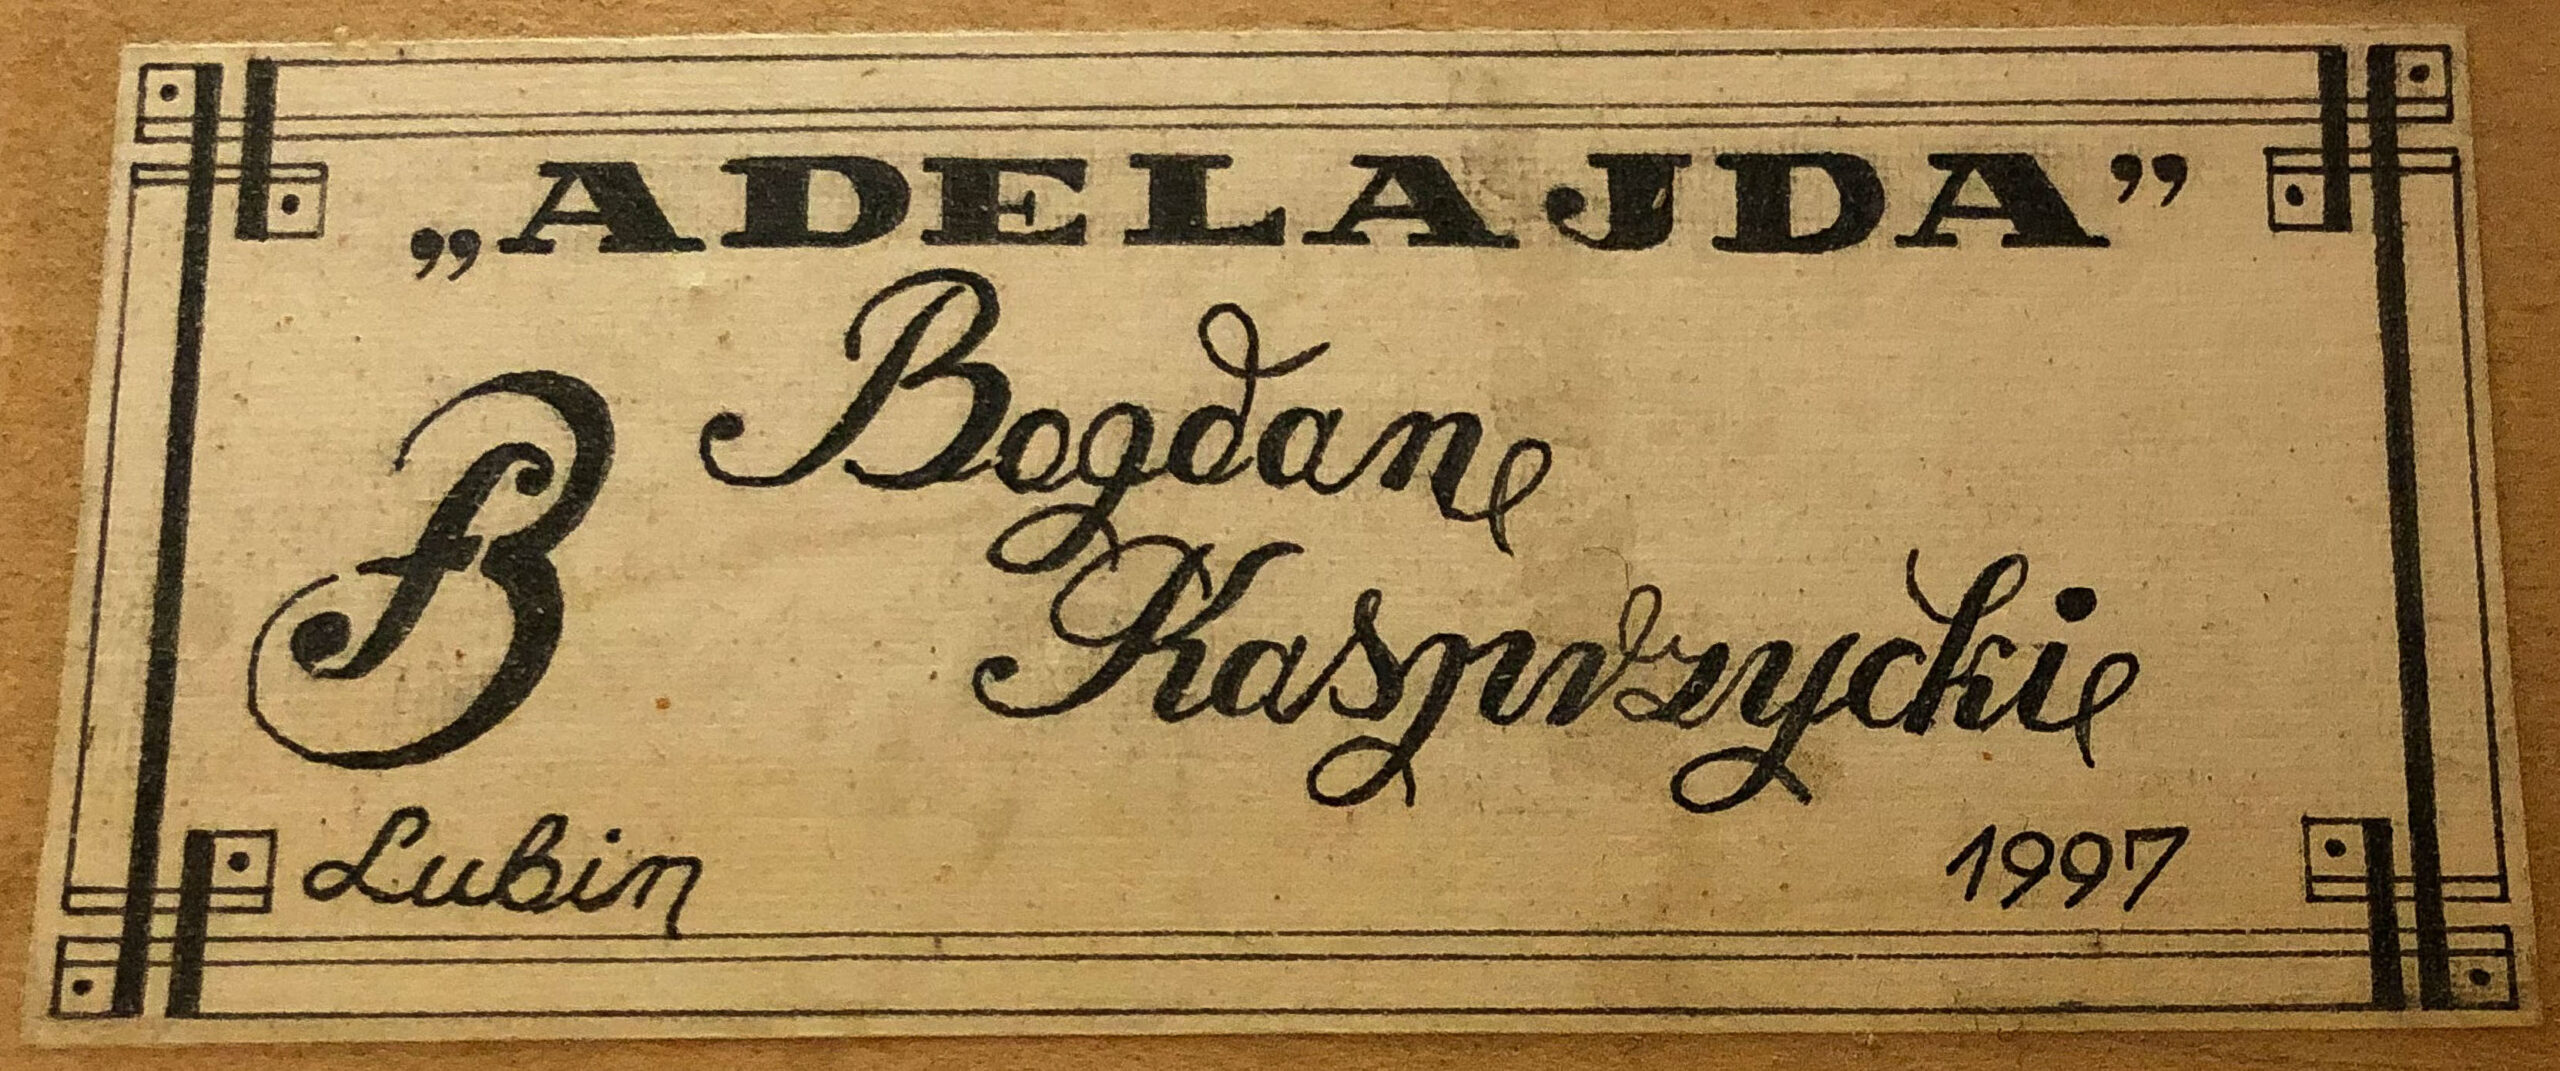 „ADELAJDA”
Bogdan
B
Kasprzycki
Lubin
1997